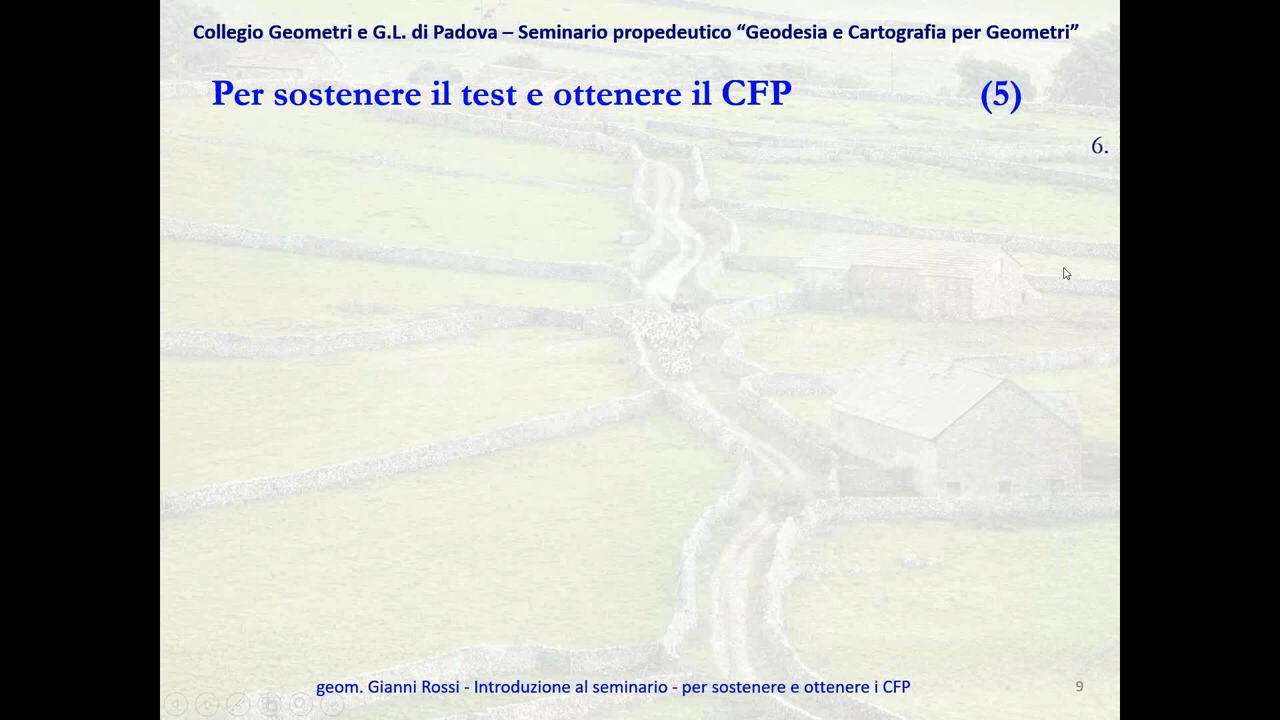 Collegio Geometri e G.L. di Padova – Seminario propedeutico “Geodesia e Cartografia per Geometri”
Per sostenere il test e ottenere il CFP (5)
6.
geom. Gianni Rossi - Introduzione al seminario - per sostenere e ottenere i CFP
9